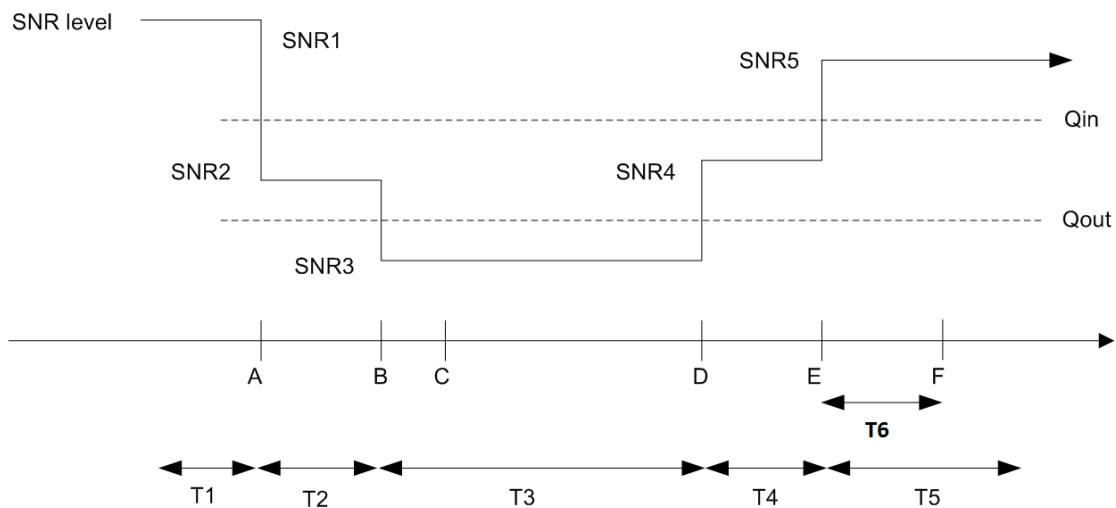 SNR level
SNR1
SNR5
Qin
SNR2
SNR4
Qout
SNR3
A
B
C
D
E
F
T6
T1
T2
T3
T4
T5